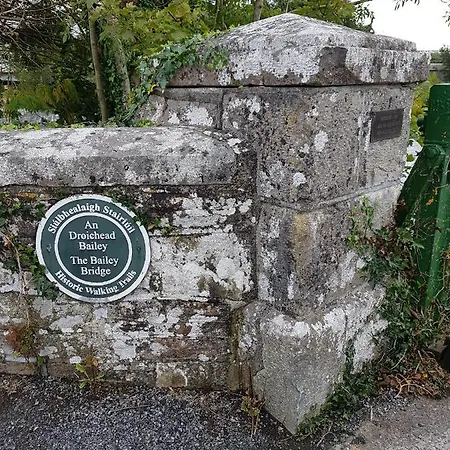 Siúlbhealaigh Stairiúil
An
Droichead
Bailey
The Bailey
Bridge
Historic Walking Trails